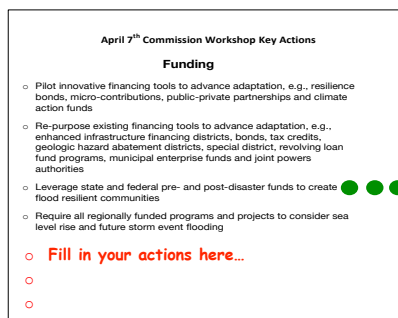 April 7th Commission Workshop Key Actions
Funding
○ Pilot innovative financing tools to advance adaptation, e.g., resilience
bonds, micro-contributions, public-private partnerships and climate
action funds
○ Re-purpose existing financing tools to advance adaptation, e.g.,
enhanced infrastructure financing districts, bonds, tax credits,
geologic hazard abatement districts, special district, revolving loan
fund programs, municipal enterprise funds and joint powers
authorities
○ Leverage state and federal pre- and post-disaster funds to create
flood resilient communities
○ Require all regionally funded programs and projects to consider sea
level rise and future storm event flooding
○ Fill in your actions here…
○
○